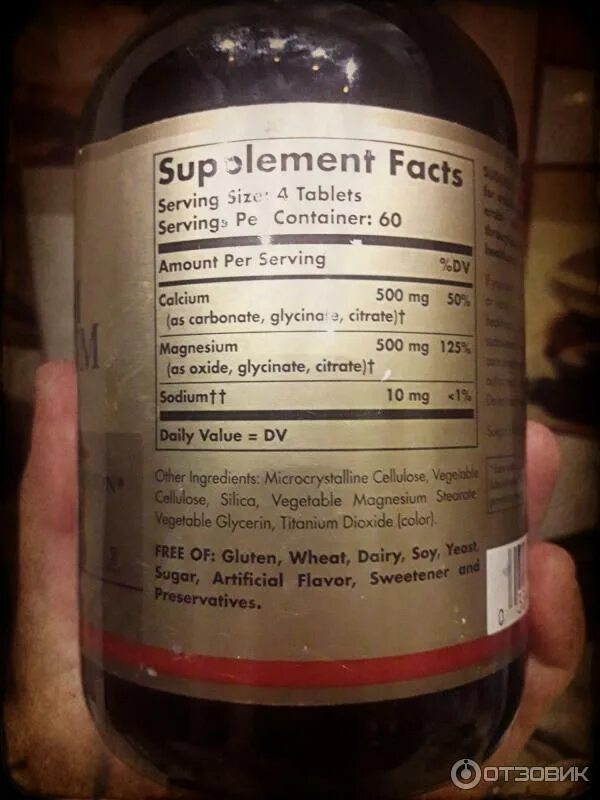 Supplement Facts
Serving Size: 4 Tablets
Servings Per Container: 60
Amount Per Serving %DV
Calcium 500 mg 50%
(as carbonate, glycinate, citrate)†
Magnesium 500 mg 125%
(as oxide, glycinate, citrate)†
Sodium†† 10 mg <1%
Daily Value = DV
Other Ingredients: Microcrystalline Cellulose, Vegetable
Cellulose, Silica, Vegetable Magnesium Stearate,
Vegetable Glycerin, Titanium Dioxide (color).
FREE OF: Gluten, Wheat, Dairy, Soy, Yeast,
Sugar, Artificial Flavor, Sweetener and
Preservatives.
ОТЗОВИК